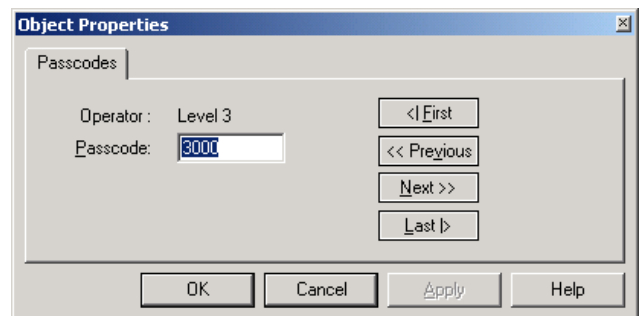 Object Properties
Passcodes
Operator : Level 3
Passcode: 3000
<| First
<< Previous
Next >>
Last |>
OK Cancel Apply Help